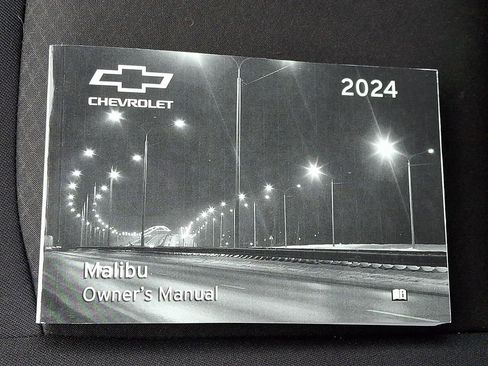 CHEVROLET
2024
Malibu
Owner's Manual